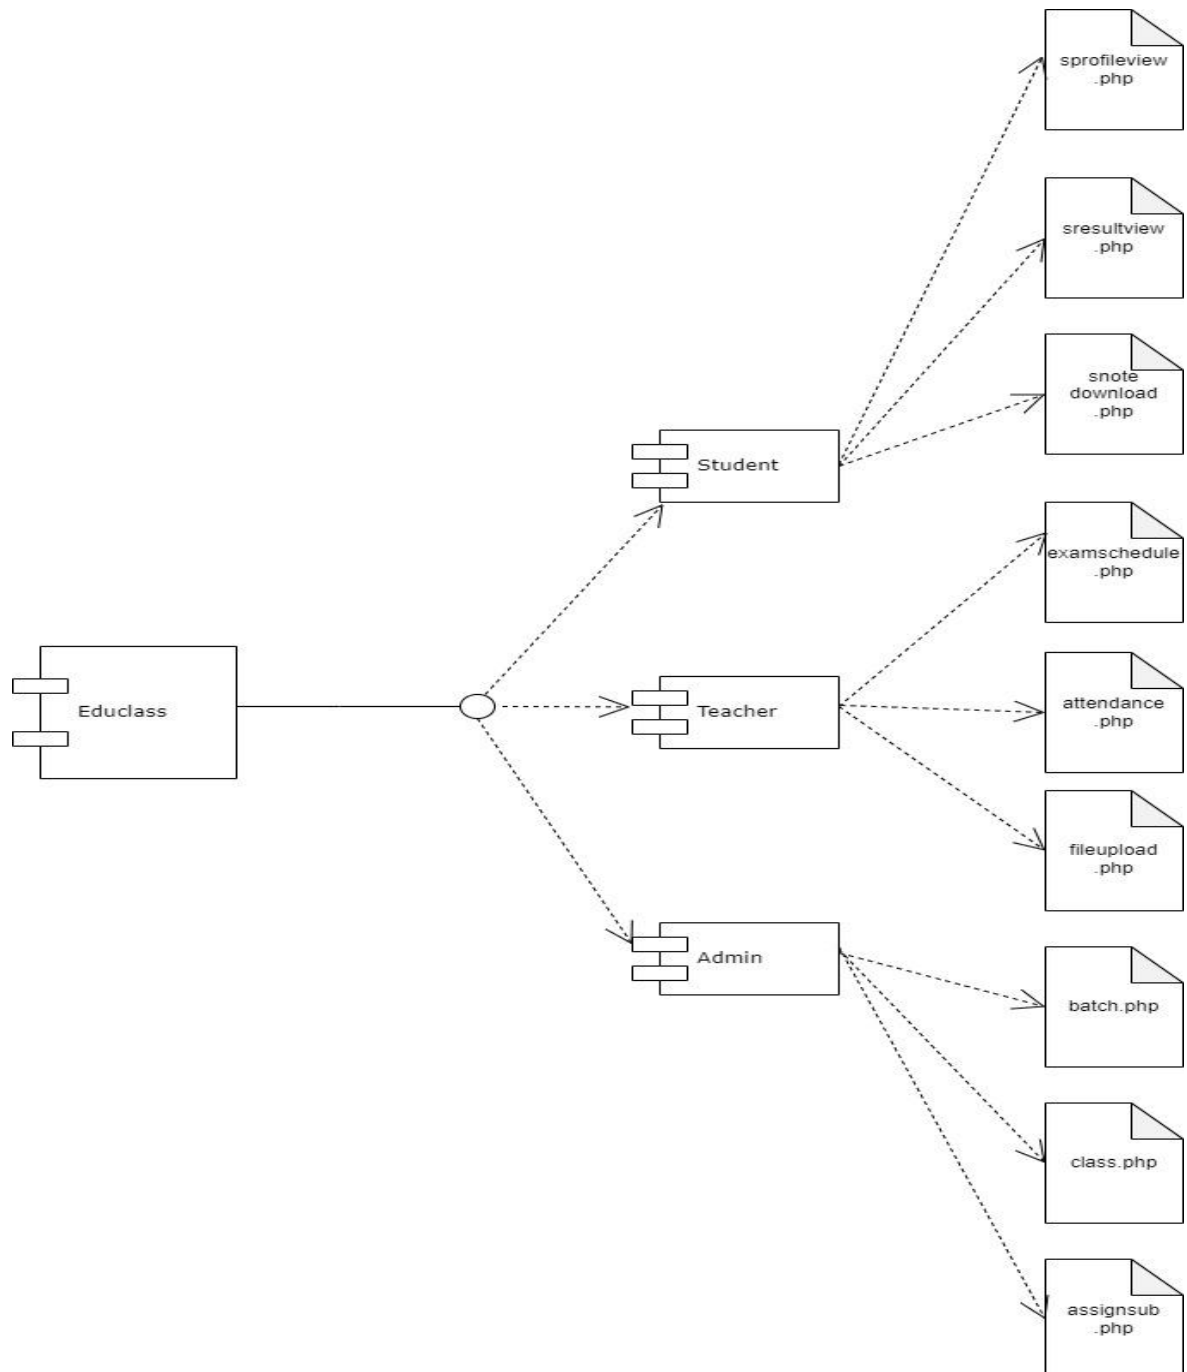 sprofileview
.php
sresultview
.php
snote
download
.php
Student
examschedule
.php
Educlass
Teacher
attendance
.php
fileupload
.php
Admin
batch.php
class.php
assignsub
.php